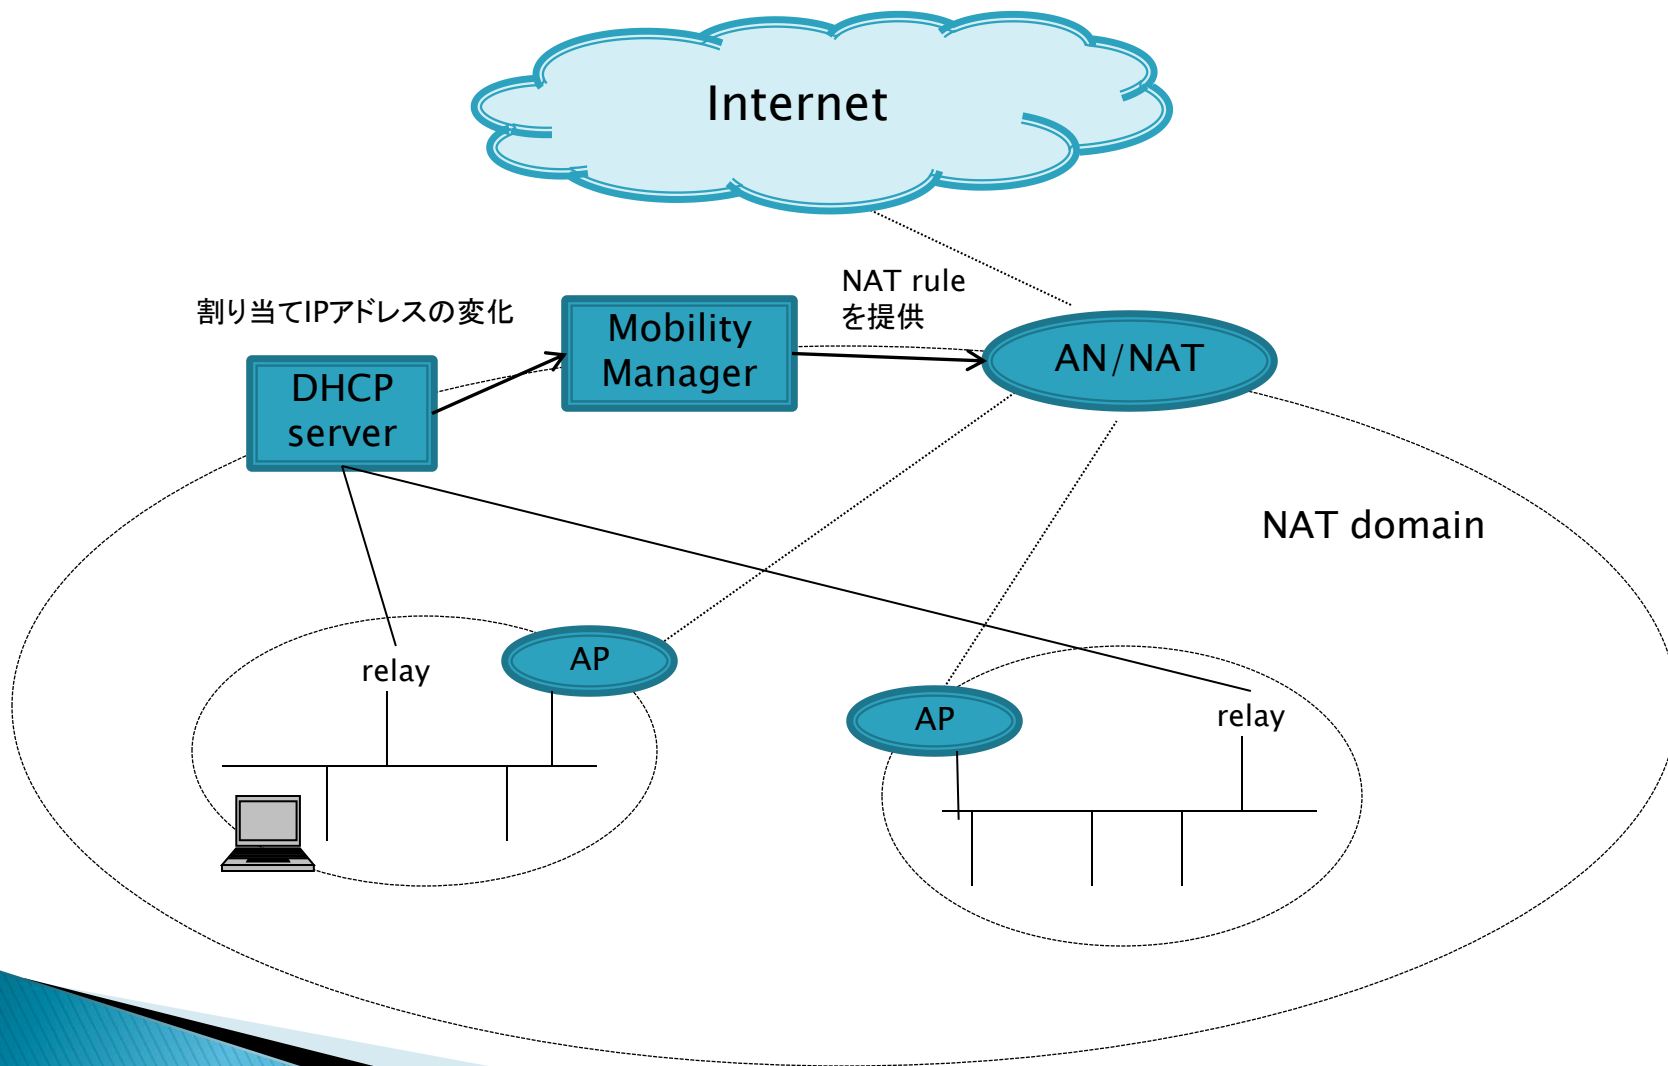 Internet
NAT rule
を提供
割り当てIPアドレスの変化
Mobility
Manager
AN/NAT
DHCP
server
NAT domain
AP
relay
AP
relay